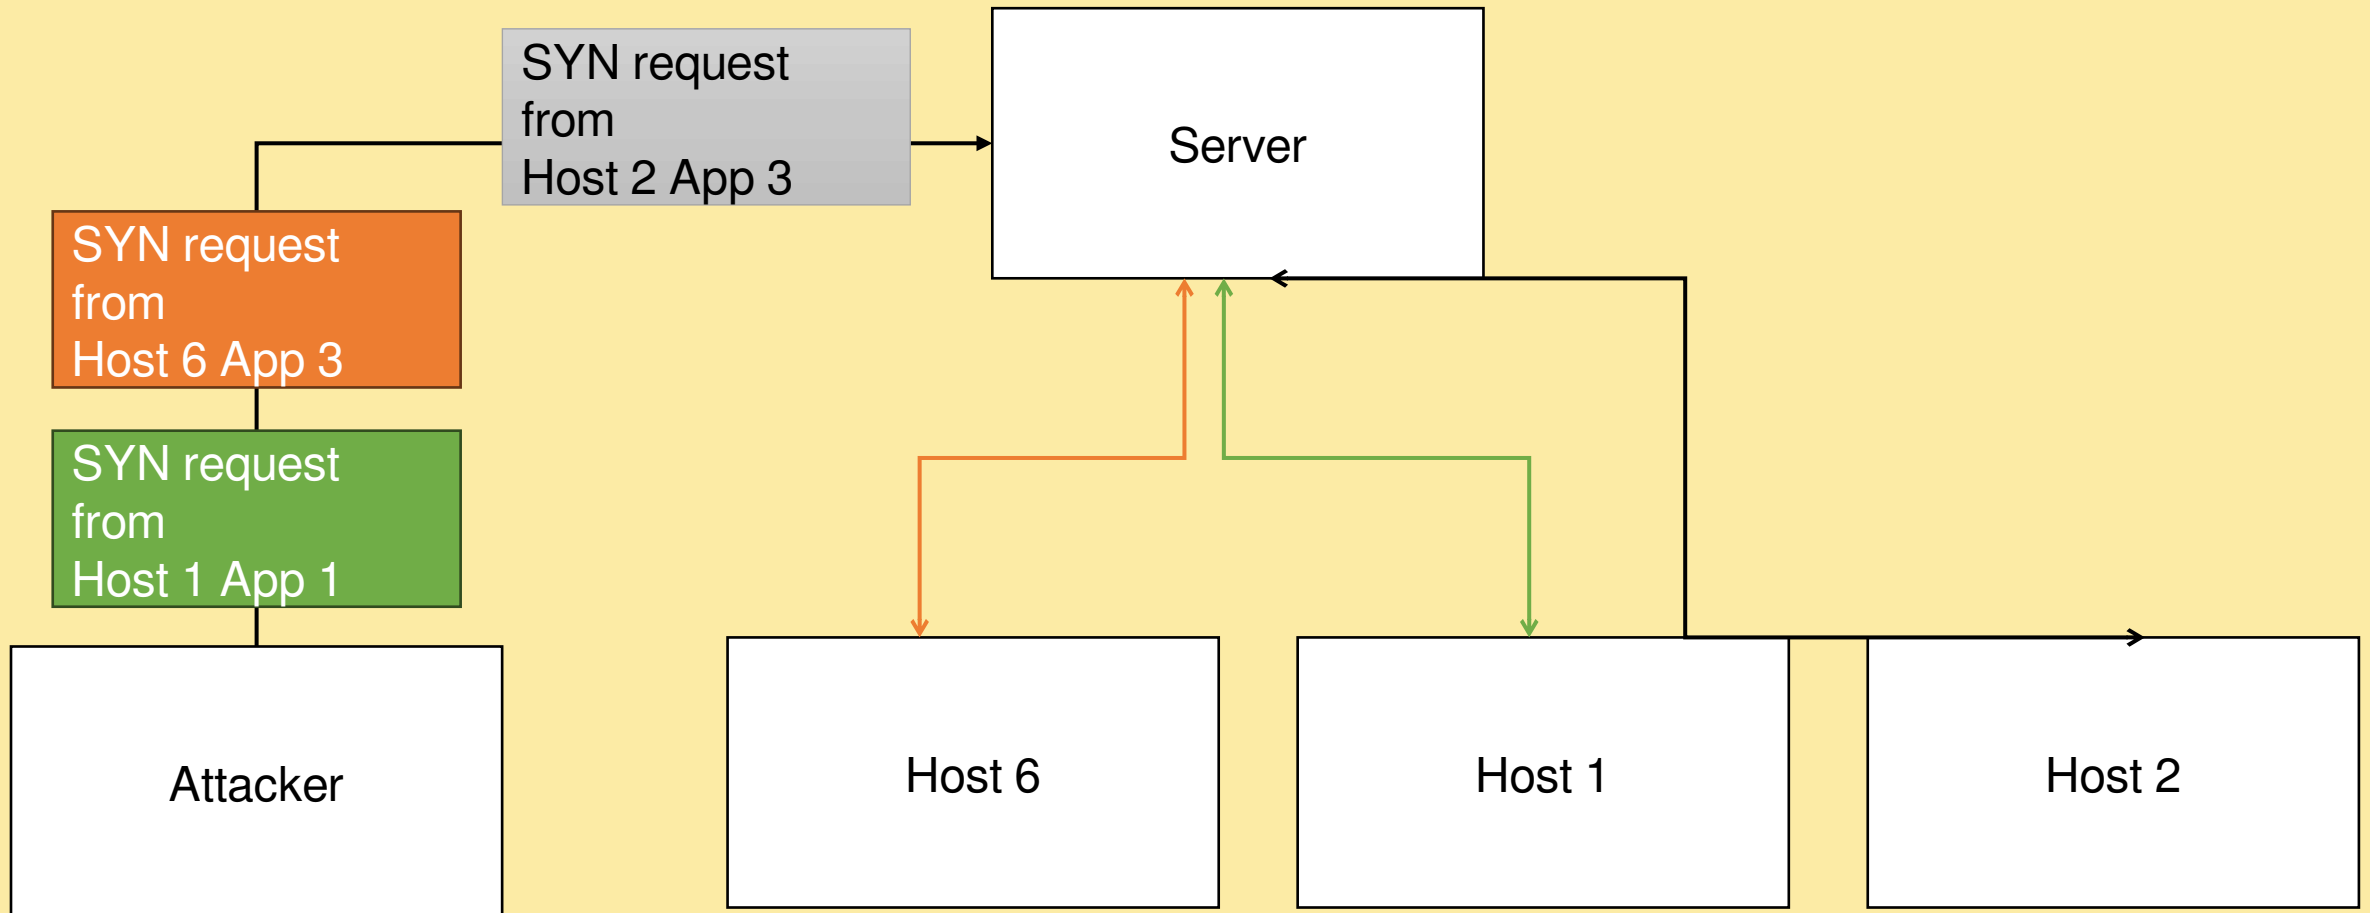 SYN request
from
Host 2 App 3
Server
SYN request
from
Host 6 App 3
SYN request
from
Host 1 App 1
Attacker
Host 6
Host 1
Host 2